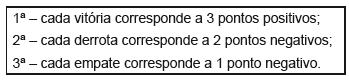 1ª – cada vitória corresponde a 3 pontos positivos;
2ª – cada derrota corresponde a 2 pontos negativos;
3ª – cada empate corresponde a 1 ponto negativo.